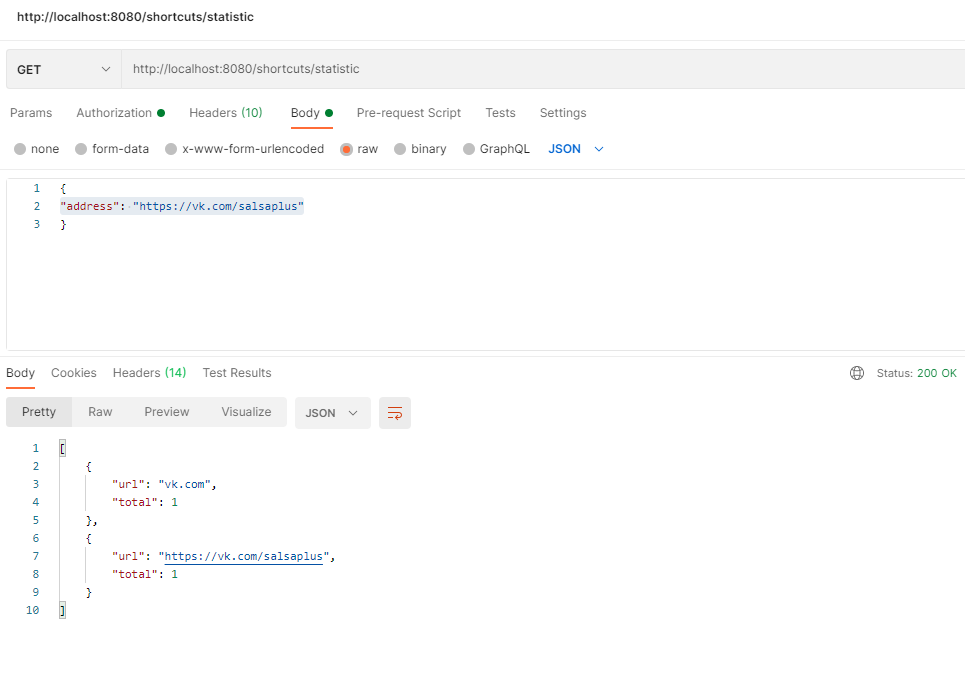 http://localhost:8080/shortcuts/statistic
GET http://localhost:8080/shortcuts/statistic
Params Authorization Headers (10) Body Pre-request Script Tests Settings
none form-data x-www-form-urlencoded raw binary GraphQL JSON
1 {
2 "address": "https://vk.com/salsaplus"
3 }
Body Cookies Headers (14) Test Results Status: 200 OK
Pretty Raw Preview Visualize JSON
1 [
2 {
3 "url": "vk.com",
4 "total": 1
5 },
6 {
7 "url": "https://vk.com/salsaplus",
8 "total": 1
9 }
10 ]